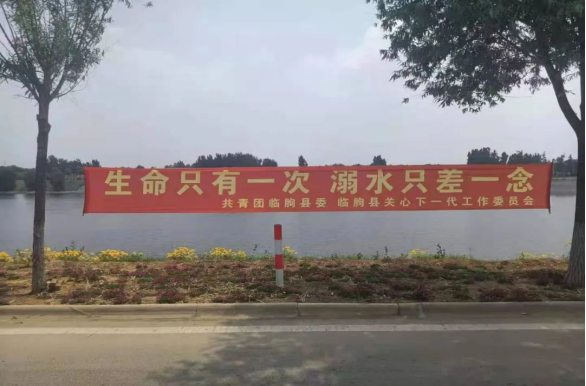 生命只有一次 溺水只差一念
共青团临朐县委 临朐县关心下一代工作委员会